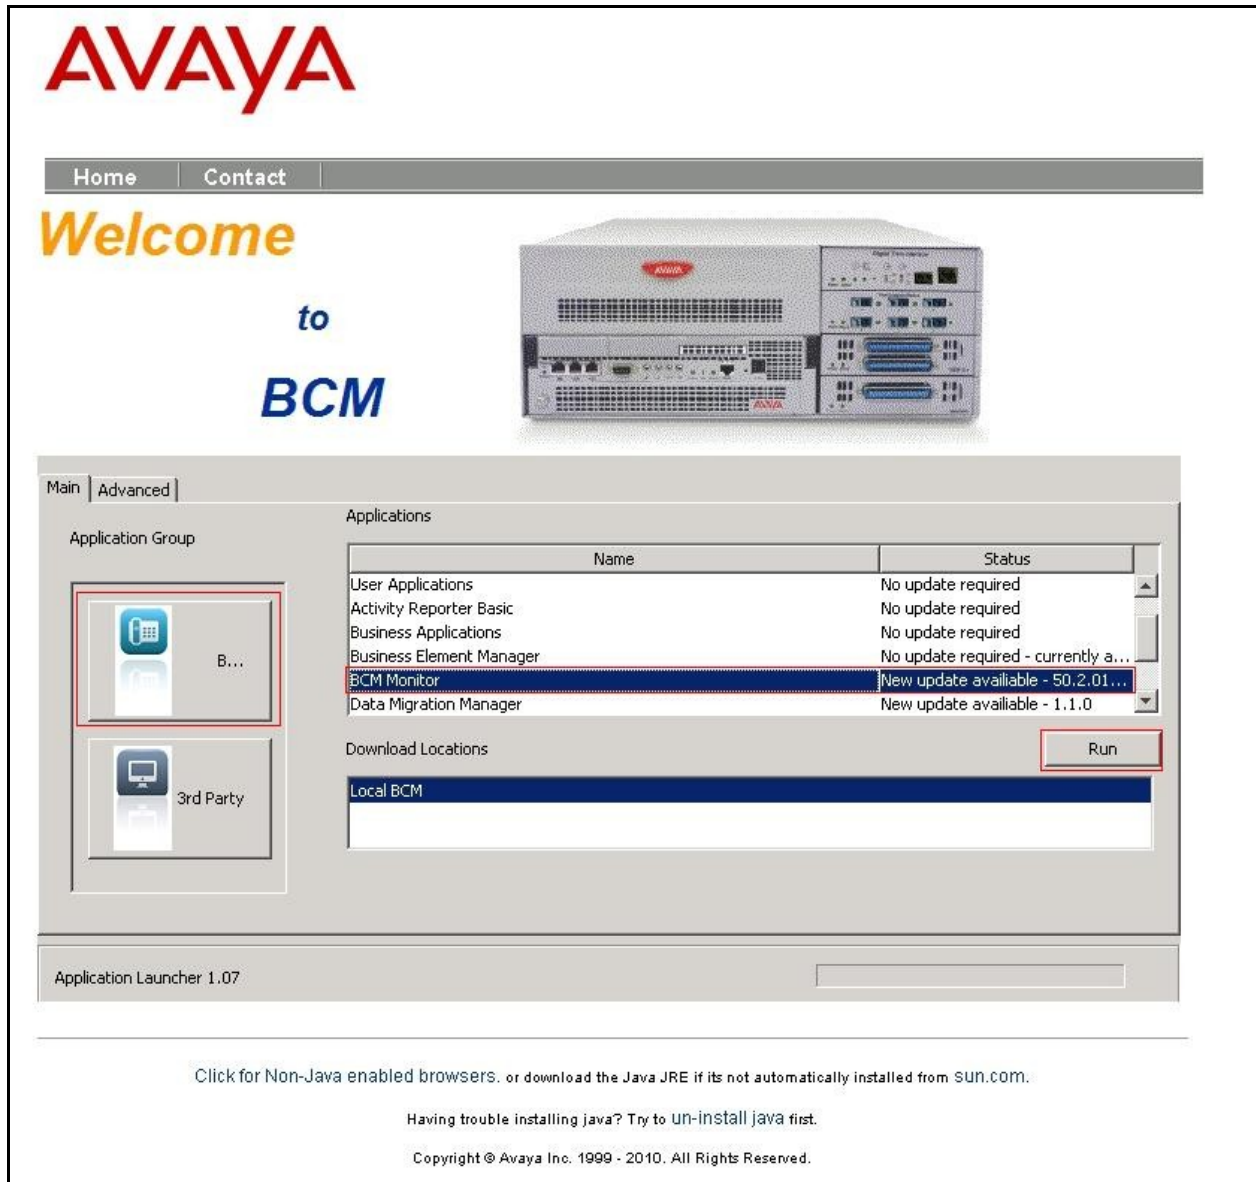 AVAYA
Home Contact
Welcome
to
BCM
AVAYA
AVAYA
Main Advanced
Application Group
Applications
Name Status
User Applications No update required
Activity Reporter Basic No update required
Business Applications No update required
Business Element Manager No update required - currently a...
BCM Monitor New update availiable - 50.2.01...
Data Migration Manager New update availiable - 1.1.0
B...
3rd Party
Download Locations
Run
Local BCM
Application Launcher 1.07
Click for Non-Java enabled browsers. or download the Java JRE if its not automatically installed from sun.com.
Having trouble installing java? Try to un-install java first.
Copyright © Avaya Inc. 1999 - 2010. All Rights Reserved.